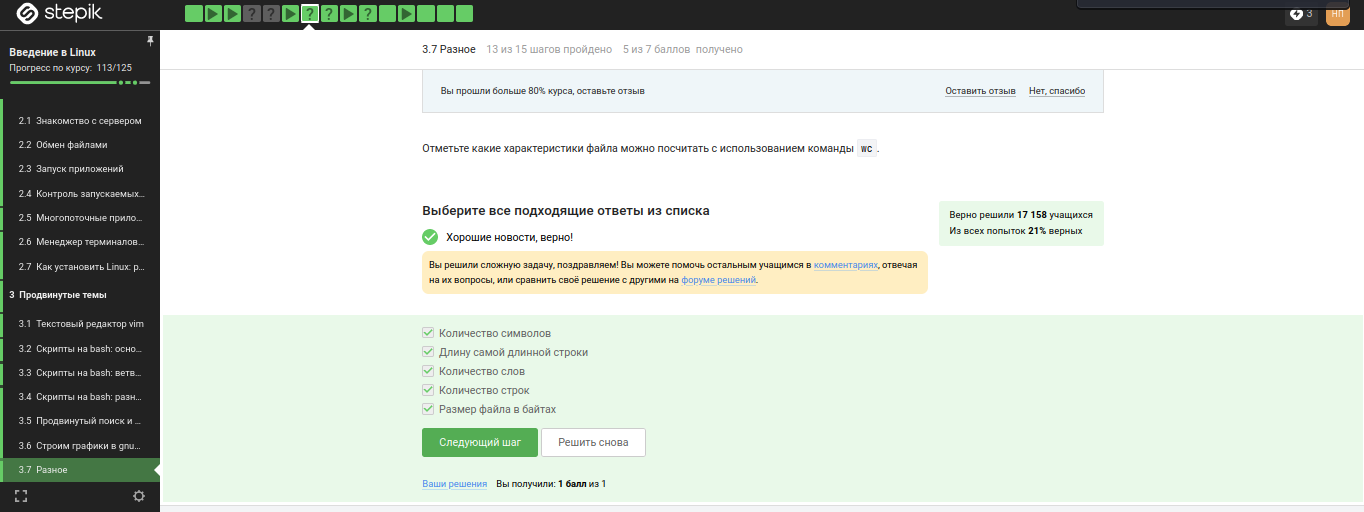 stepik
? ? ? ? ?
3
НП
Введение в Linux
Прогресс по курсу: 113/125
2.1 Знакомство с сервером
2.2 Обмен файлами
2.3 Запуск приложений
2.4 Контроль запускаемых...
2.5 Многопоточные прило...
2.6 Менеджер терминалов...
2.7 Как установить Linux: р...
3 Продвинутые темы
3.1 Текстовый редактор vim
3.2 Скрипты на bash: осно...
3.3 Скрипты на bash: ветв...
3.4 Скрипты на bash: разн...
3.5 Продвинутый поиск и ...
3.6 Строим графики в gnu...
3.7 Разное
3.7 Разное 13 из 15 шагов пройдено 5 из 7 баллов получено
Вы прошли больше 80% курса, оставьте отзыв Оставить отзыв Нет, спасибо
Отметьте какие характеристики файла можно посчитать с использованием команды wc.
Выберите все подходящие ответы из списка
Верно решили 17 158 учащихся
Из всех попыток 21% верных
Хорошие новости, верно!
Вы решили сложную задачу, поздравляем! Вы можете помочь остальным учащимся в комментариях, отвечая
на их вопросы, или сравнить своё решение с другими на форуме решений.
Количество символов
Длину самой длинной строки
Количество слов
Количество строк
Размер файла в байтах
Следующий шаг Решить снова
Ваши решения Вы получили: 1 балл из 1